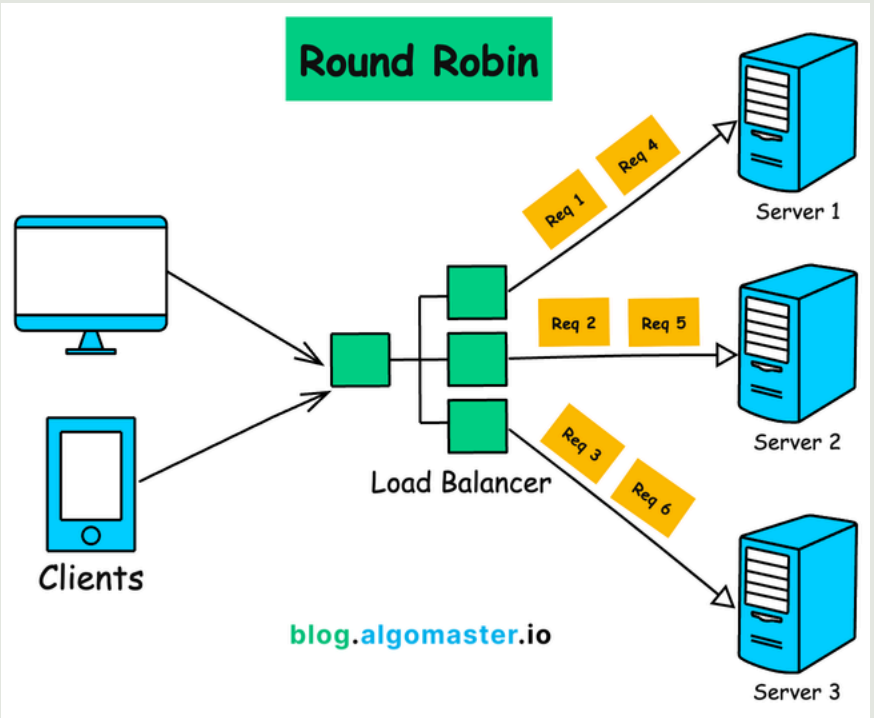 Round Robin
Req 1
Req 4
Server 1
Req 2
Req 5
Server 2
Req 3
Req 6
Load Balancer
Clients
Server 3
blog.algomaster.io